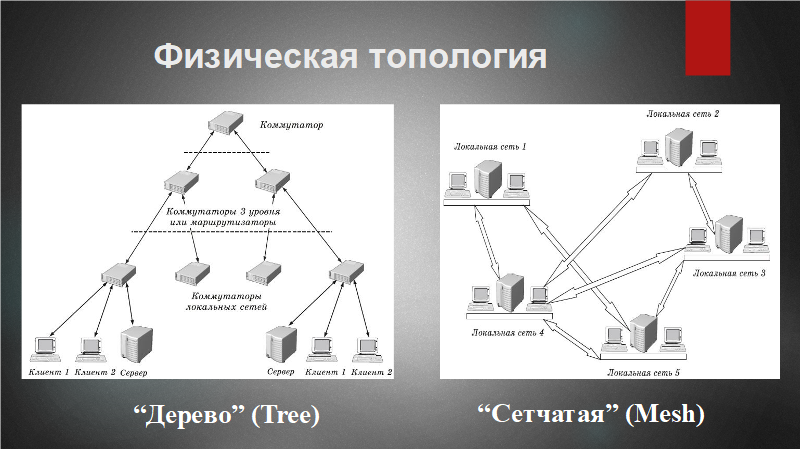 Физическая топология
Коммутатор
Коммутаторы 3 уровня
или маршрутизаторы
Коммутаторы
локальных сетей
Клиент 1 Клиент 2 Сервер
Сервер Клиент 1 Клиент 2
“Дерево” (Tree)
Локальная сеть 2
Локальная сеть 1
Локальная сеть 3
Локальная сеть 4
Локальная сеть 5
“Сетчатая” (Mesh)